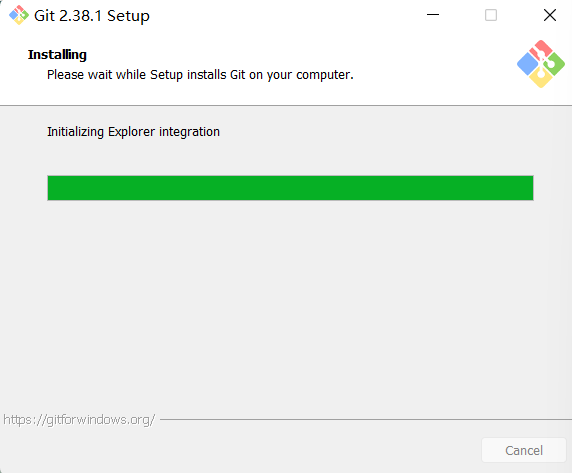 Git 2.38.1 Setup
Installing
Please wait while Setup installs Git on your computer.
Initializing Explorer integration
https://gitforwindows.org/
Cancel